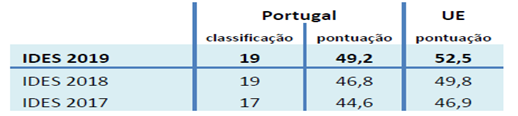 Portugal UE
classificação pontuação pontuação
IDES 2019 19 49,2 52,5
IDES 2018 19 46,8 49,8
IDES 2017 17 44,6 46,9